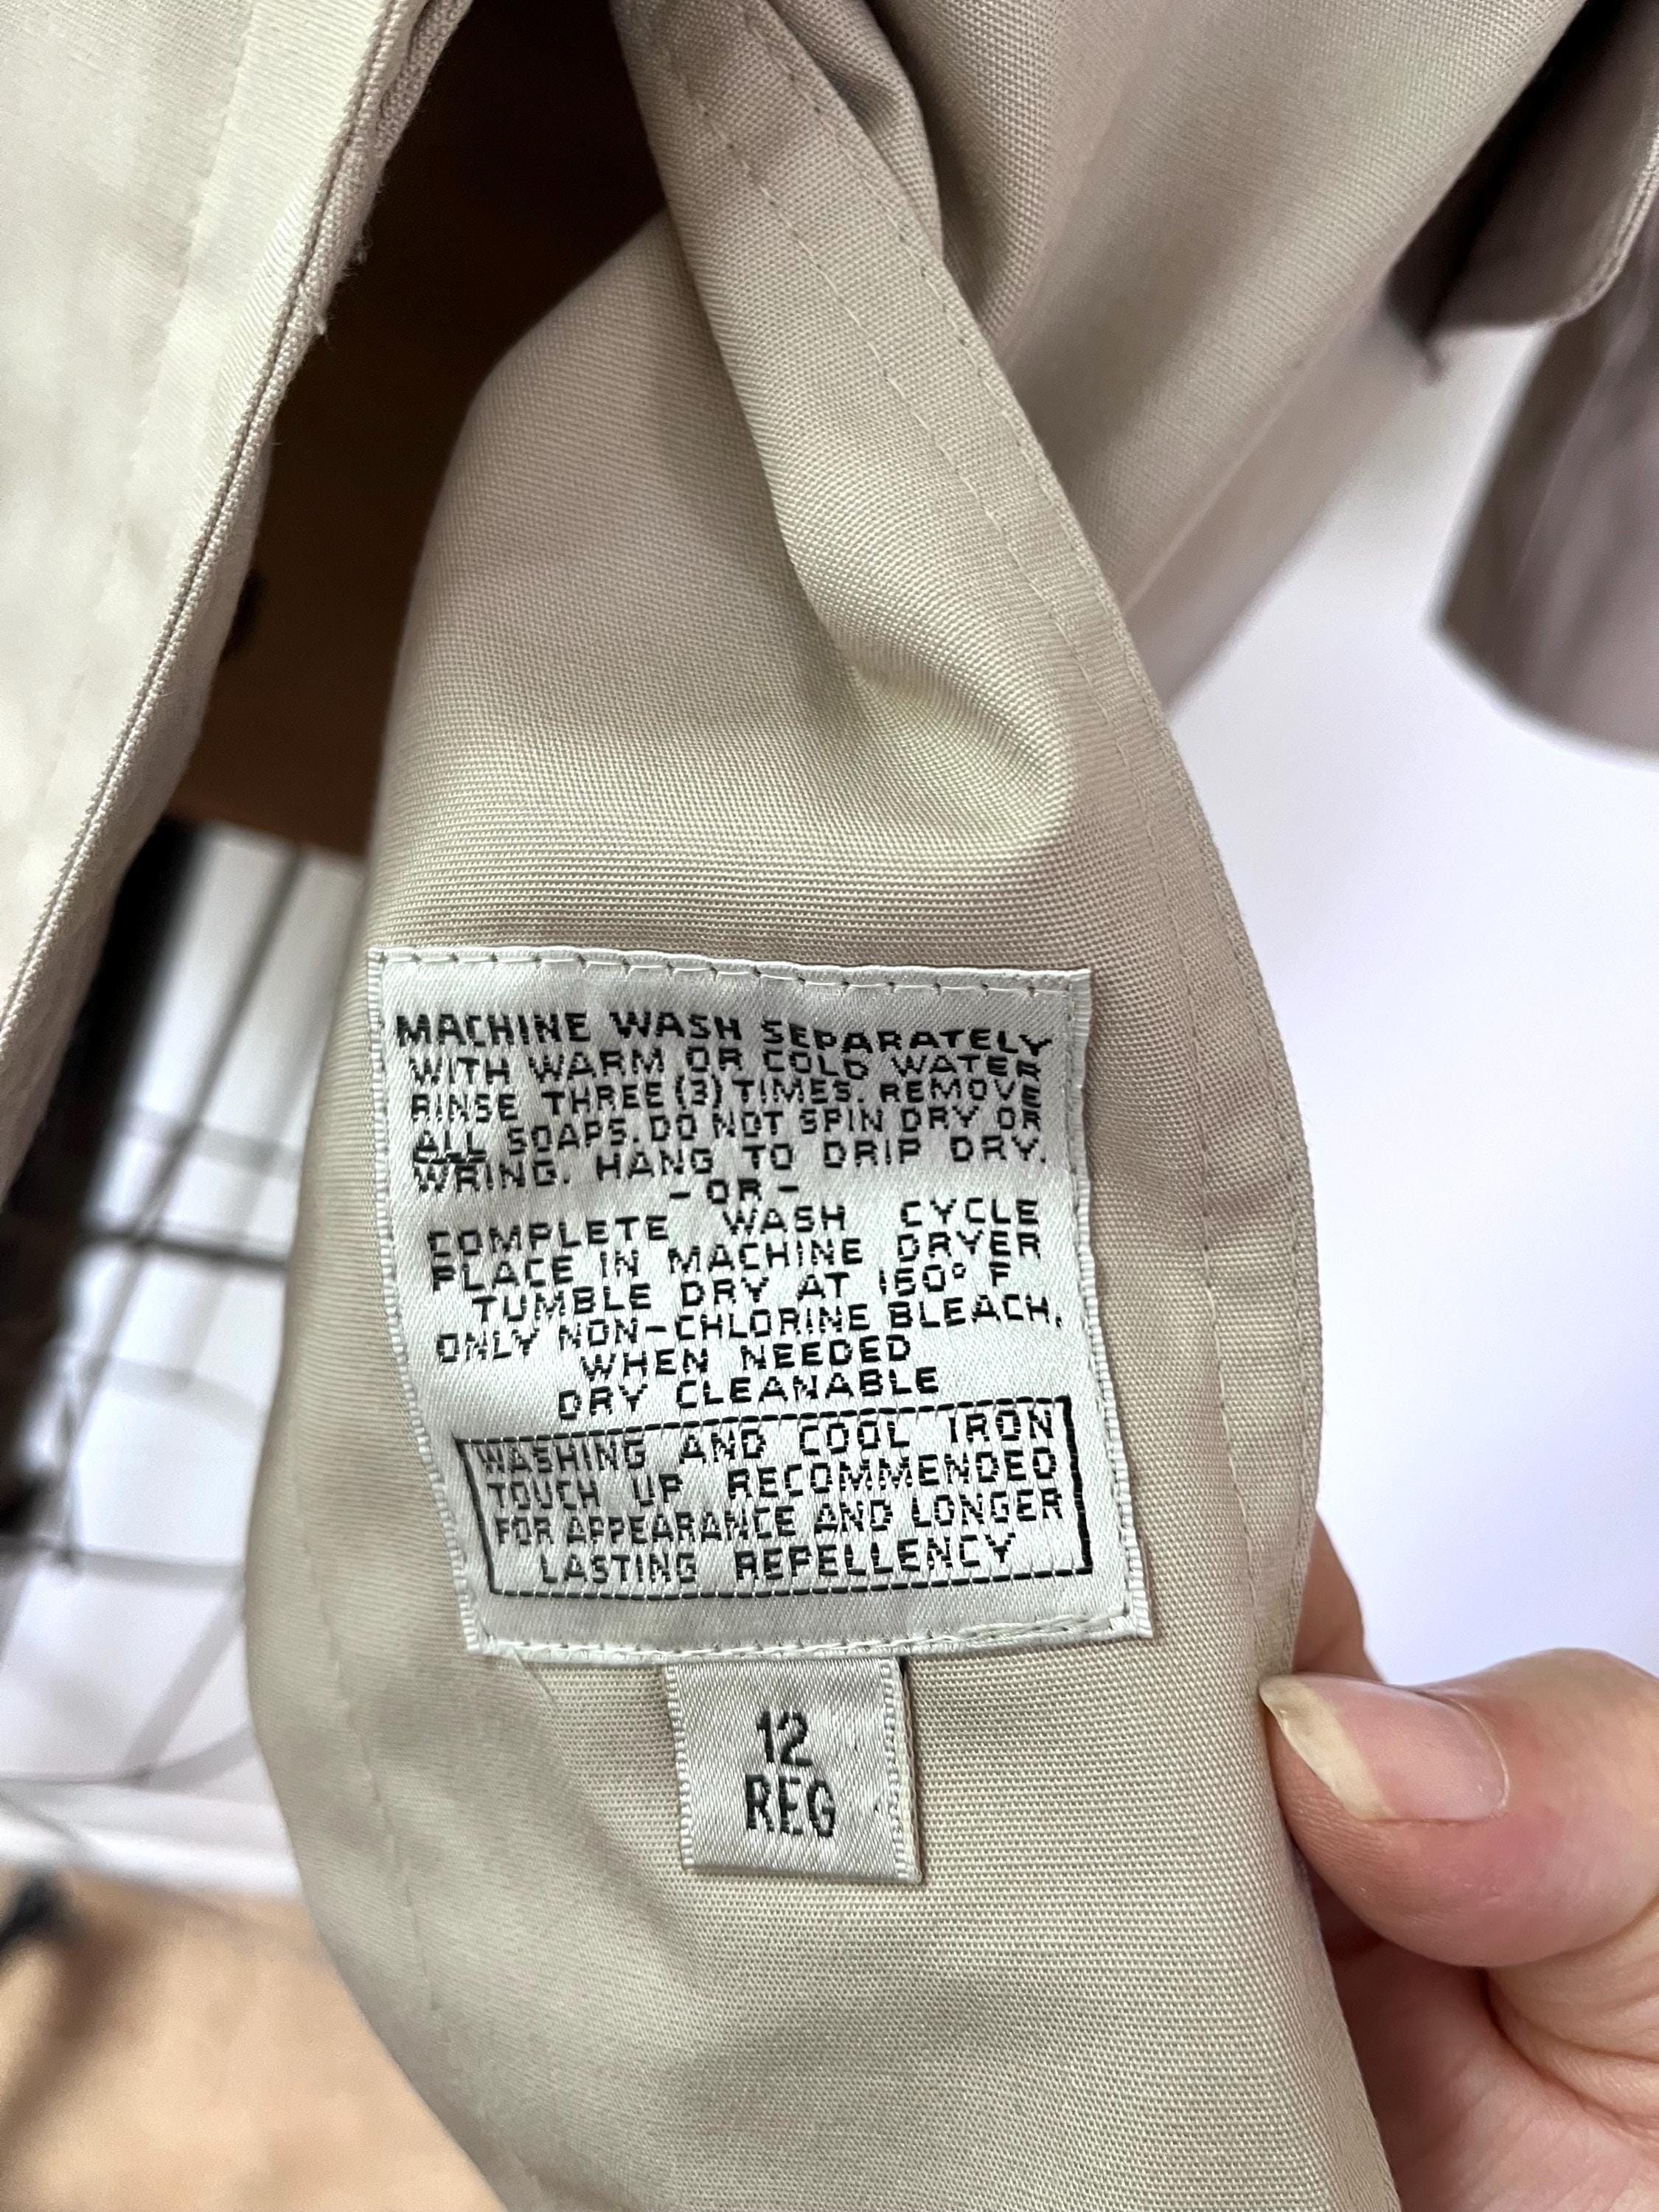 MACHINE WASH SEPARATELY
WITH WARM OR COLD WATER
RINSE THREE (3) TIMES. REMOVE
ALL SOAPS. DO NOT SPIN DRY OR
WRING. HANG TO DRIP DRY.
- OR -
COMPLETE WASH CYCLE
PLACE IN MACHINE DRYER
TUMBLE DRY AT 160° F
ONLY NON-CHLORINE BLEACH,
WHEN NEEDED
DRY CLEANABLE
WASHING AND COOL IRON
TOUCH UP RECOMMENDED
FOR APPEARANCE AND LONGER
LASTING REPELLENCY
12
REG